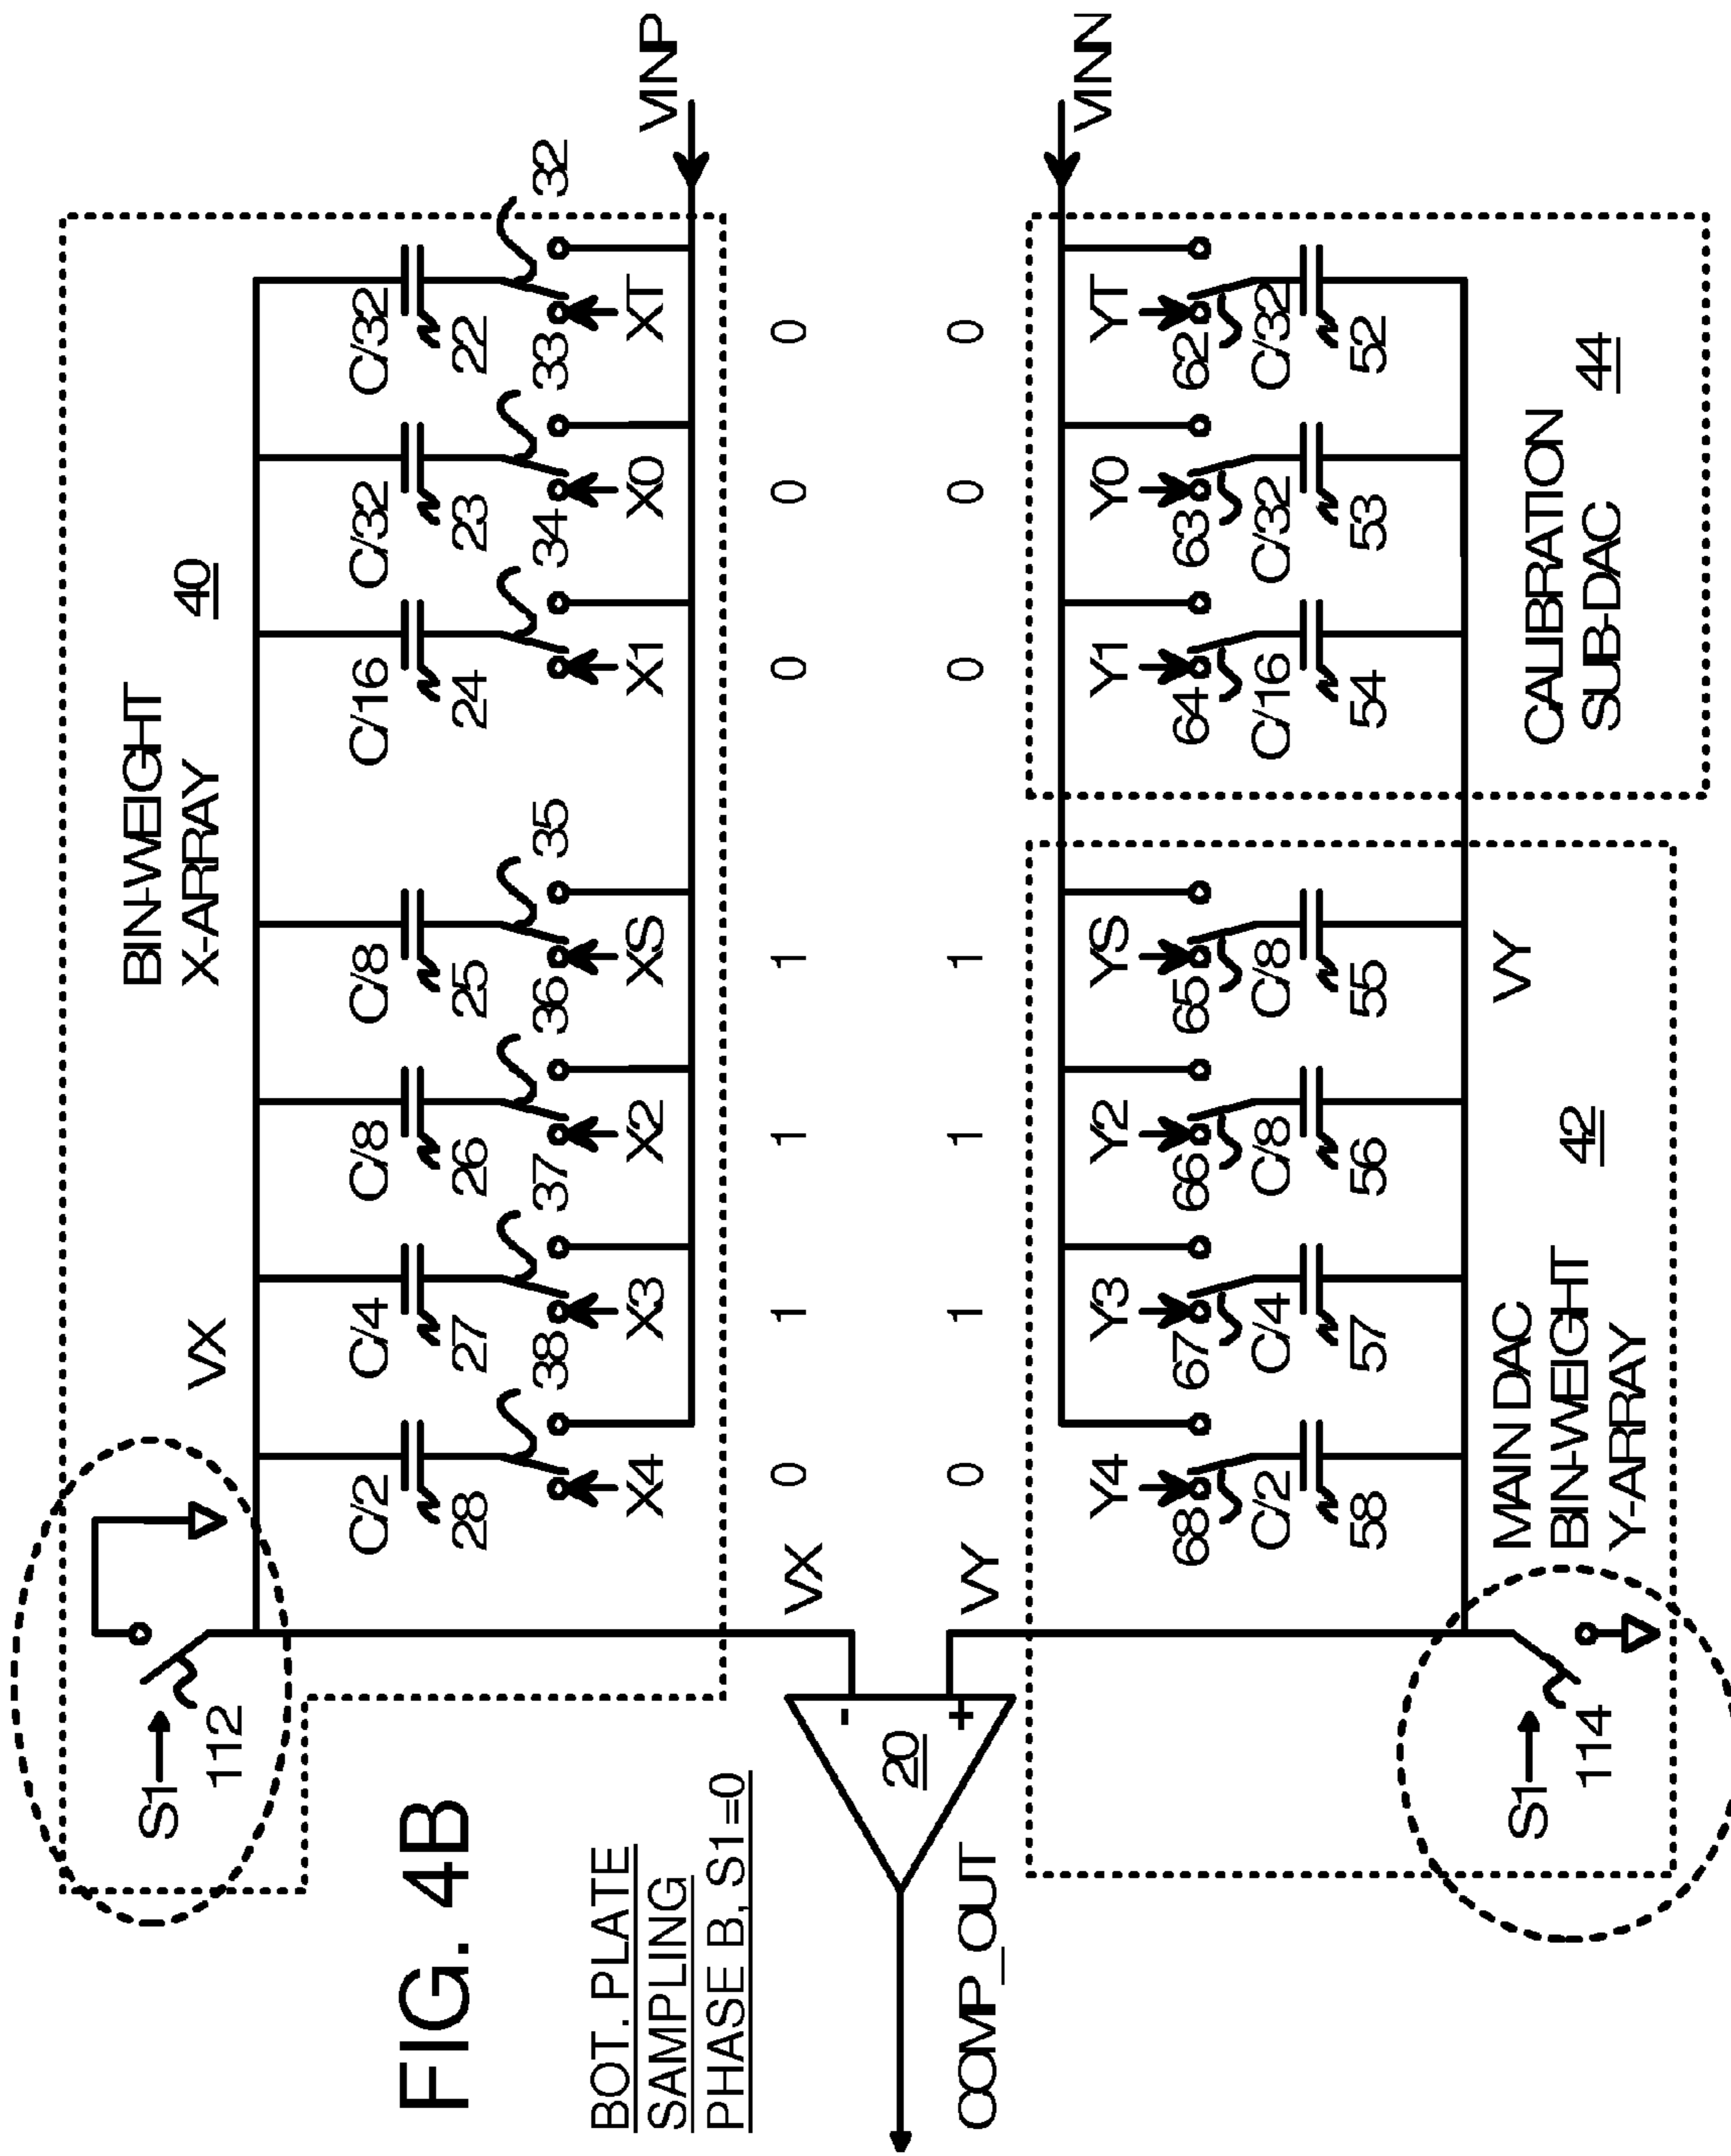 FIG. 4B
BOT. PLATE
SAMPLING
PHASE B, S1=0
S1
112
VX
BIN-WEIGHT
X-ARRAY
40
C/2
C/4
C/8
C/8
C/16
C/32
C/32
28
27
26
25
24
23
22
38
37
36
35
34
33
32
X4
X3
X2
XS
X1
X0
XT
VINP
VX
0
1
1
1
0
0
0
20
-
+
COMP_OUT
VY
0
1
1
1
0
0
0
VINN
Y4
Y3
Y2
YS
Y1
Y0
YT
68
67
66
65
64
63
62
C/2
C/4
C/8
C/8
C/16
C/32
C/32
58
57
56
55
54
53
52
S1
114
MAIN DAC
BIN-WEIGHT
Y-ARRAY
42
VY
CALIBRATION
SUB-DAC
44